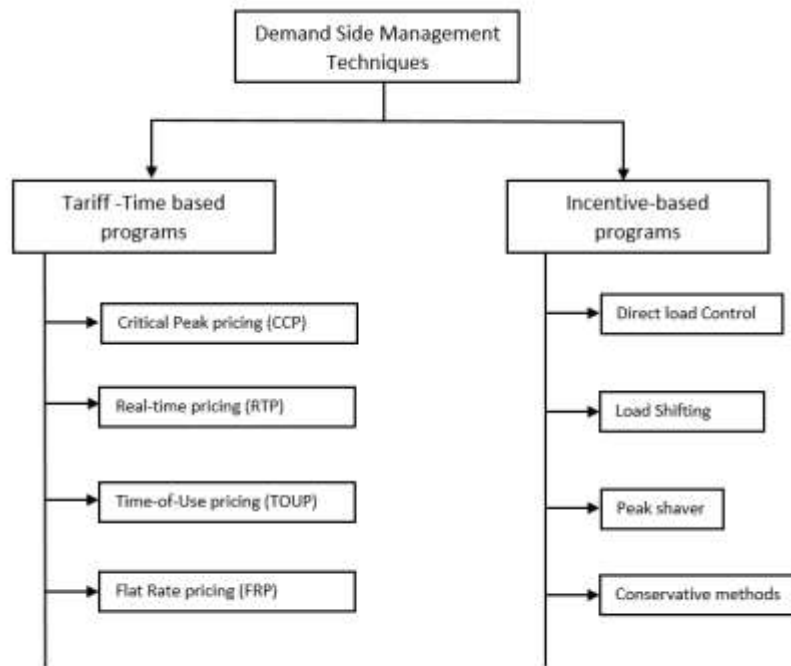 Demand Side Management
Techniques
Tariff -Time based
programs
Incentive-based
programs
Critical Peak pricing (CCP)
Real-time pricing (RTP)
Time-of-Use pricing (TOUP)
Flat Rate pricing (FRP)
Direct load Control
Load Shifting
Peak shaver
Conservative methods